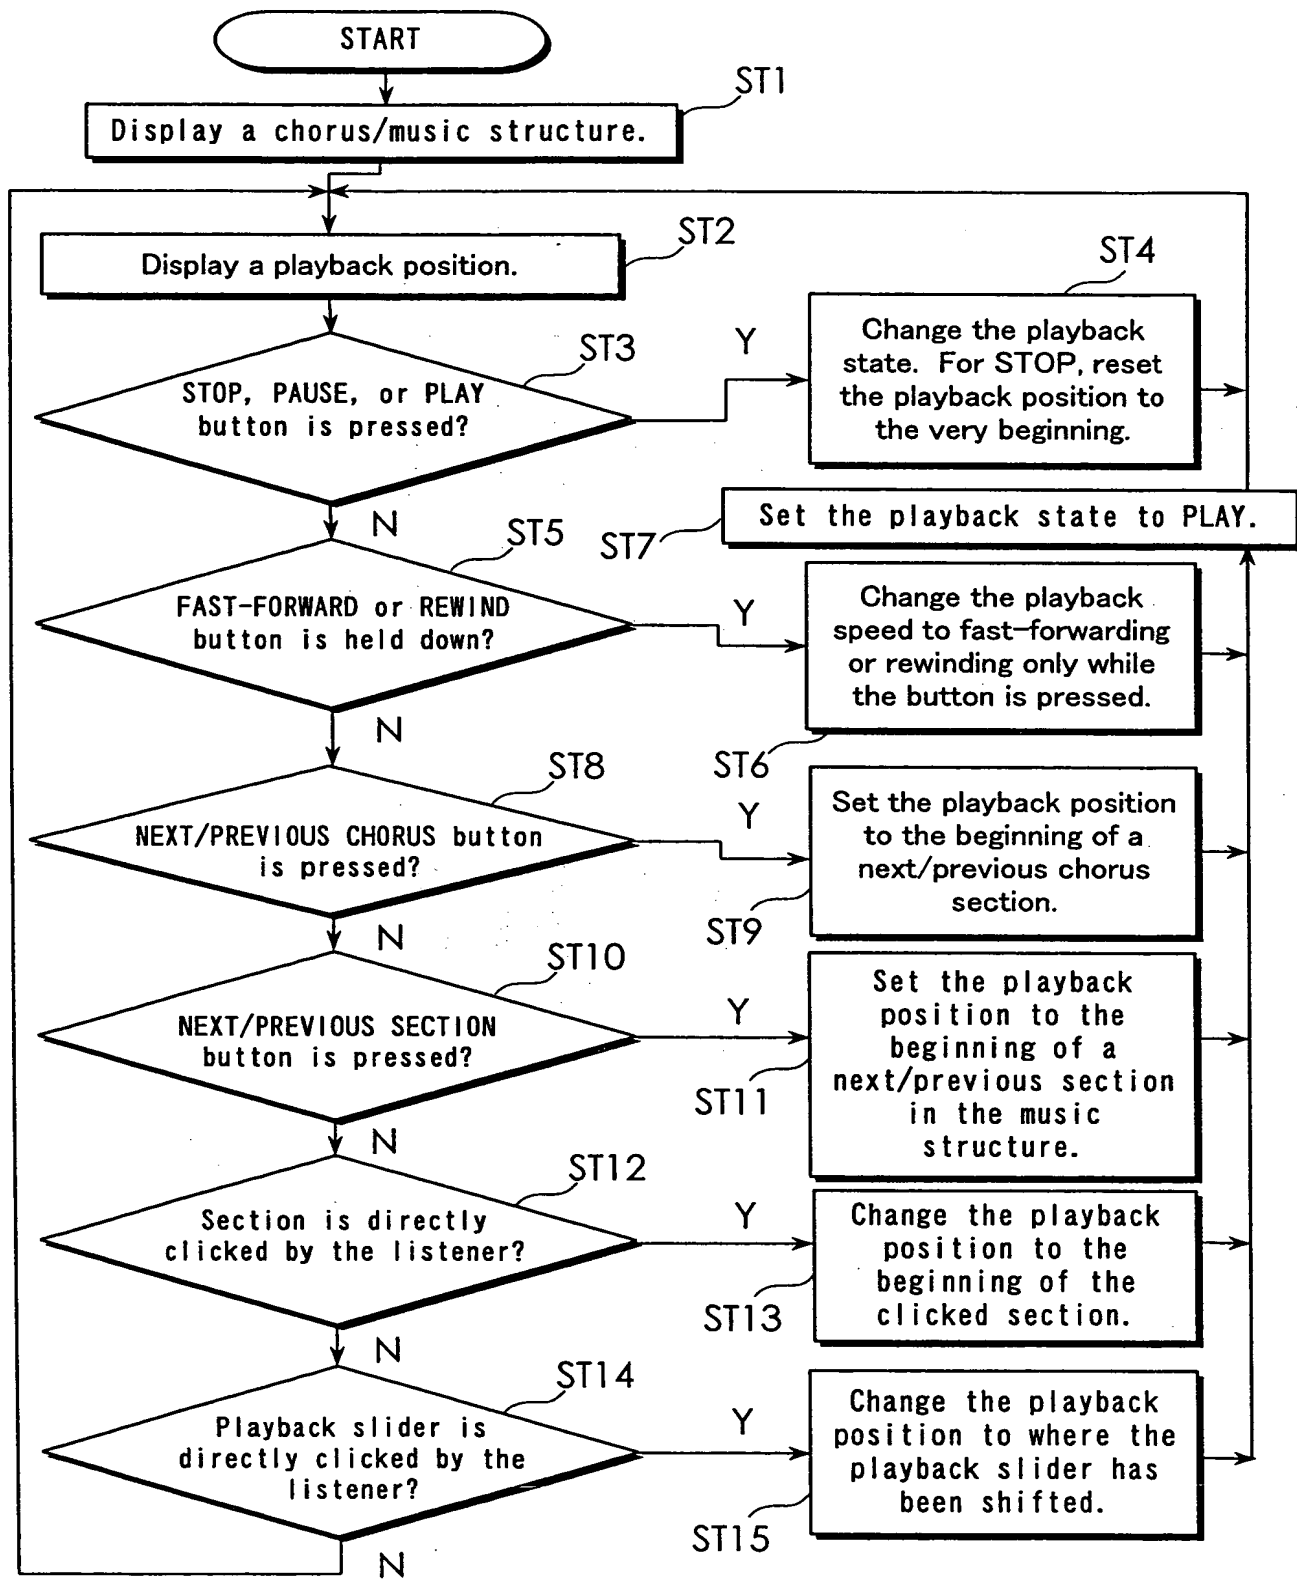 START
ST1
Display a chorus/music structure.
ST2
Display a playback position.
ST3
STOP, PAUSE, or PLAY
button is pressed?
Y
ST4
Change the playback
state. For STOP, reset
the playback position to
the very beginning.
N
ST7
Set the playback state to PLAY.
ST5
FAST-FORWARD or REWIND
button is held down?
Y
Change the playback
speed to fast-forwarding
or rewinding only while
the button is pressed.
ST6
N
ST8
NEXT/PREVIOUS CHORUS button
is pressed?
Y
Set the playback position
to the beginning of a
next/previous chorus
section.
ST9
N
ST10
NEXT/PREVIOUS SECTION
button is pressed?
Y
Set the playback
position to the
beginning of a
next/previous section
in the music
structure.
ST11
N
ST12
Section is directly
clicked by the listener?
Y
Change the playback
position to the
beginning of the
clicked section.
ST13
N
ST14
Playback slider is
directly clicked by the
listener?
Y
Change the playback
position to where the
playback slider has
been shifted.
ST15
N